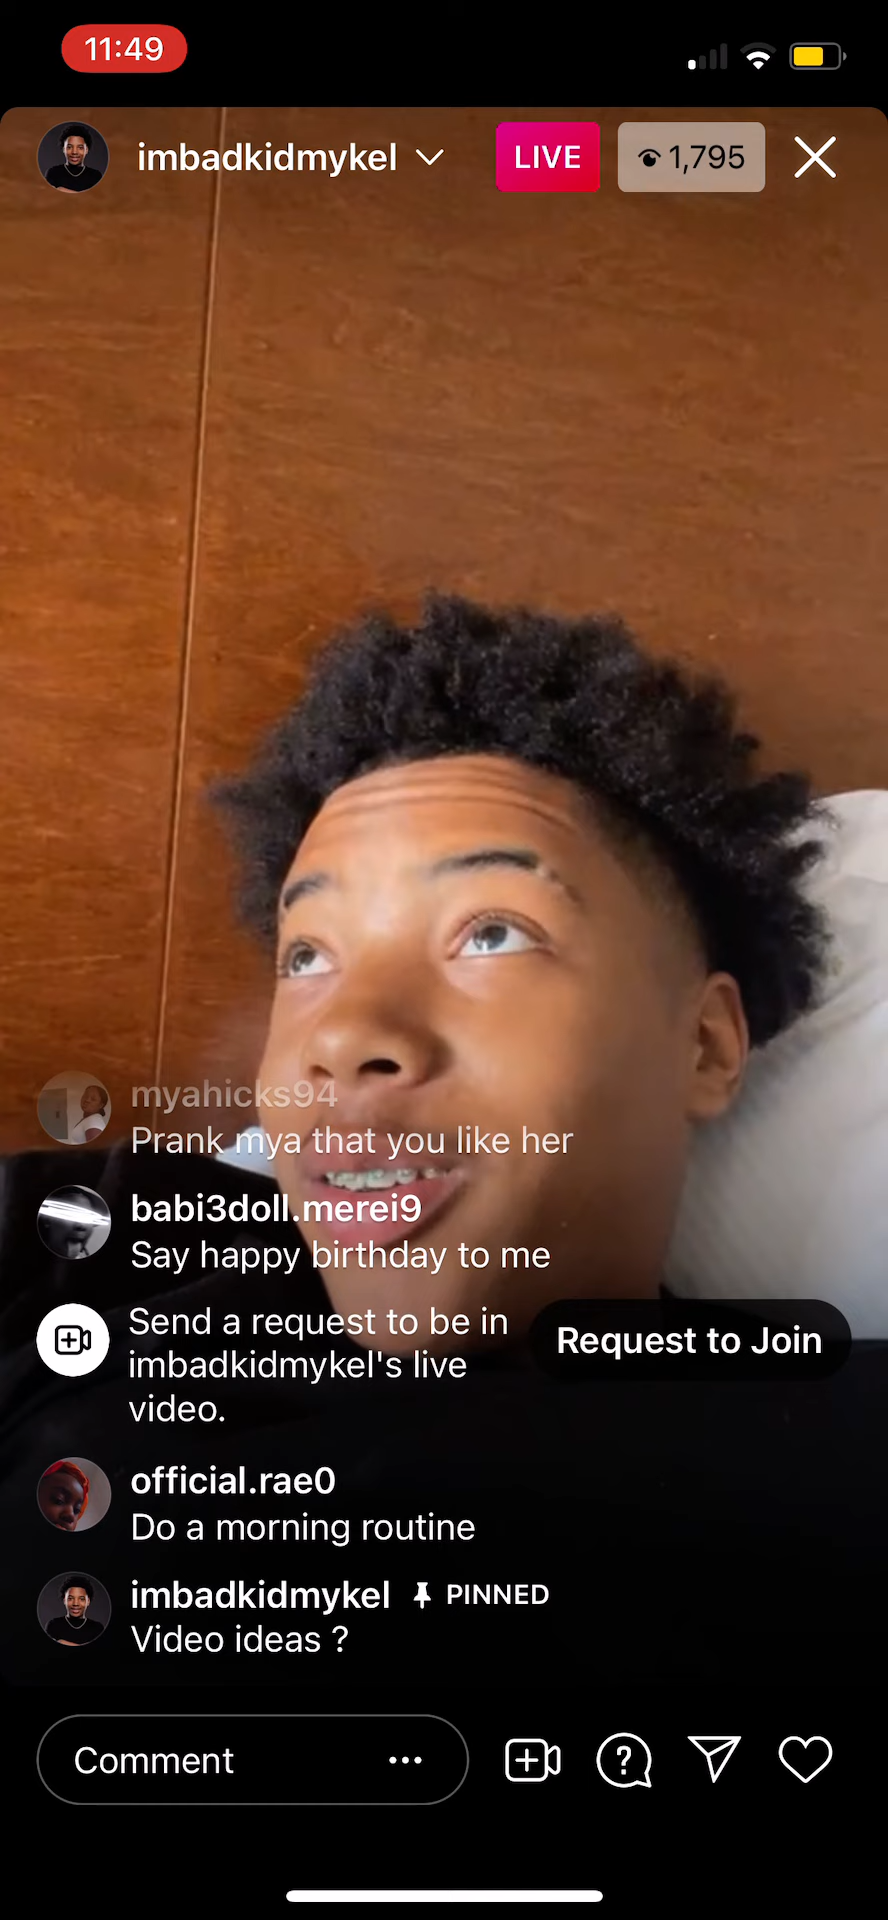 11:49
imbadkidmykel
LIVE
1,795
myahicks94
Prank mya that you like her
babi3doll.merei9
Say happy birthday to me
Send a request to be in
imbadkidmykel's live
video.
Request to Join
official.rae0
Do a morning routine
imbadkidmykel PINNED
Video ideas ?
Comment